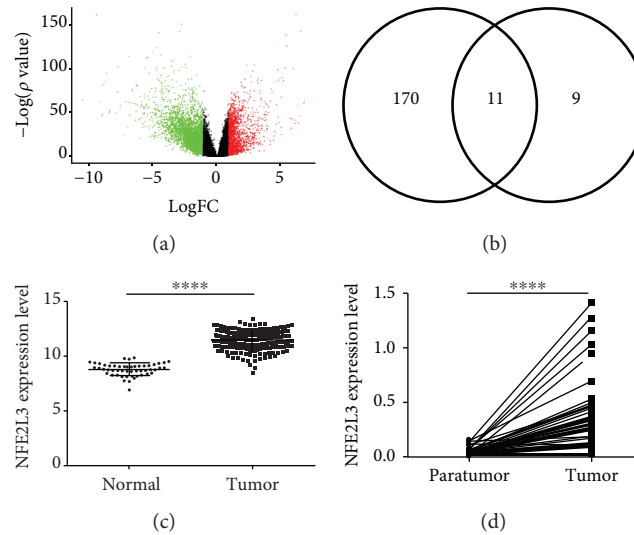 150
100
50
0
−Log(ρ value)
−10 −5 0 5
LogFC
(a)
170 11 9
(b)
15
10
5
0
NFE2L3 expression level
****
Normal Tumor
(c)
1.5
1.0
0.5
0.0
NFE2L3 expression level
****
Paratumor Tumor
(d)